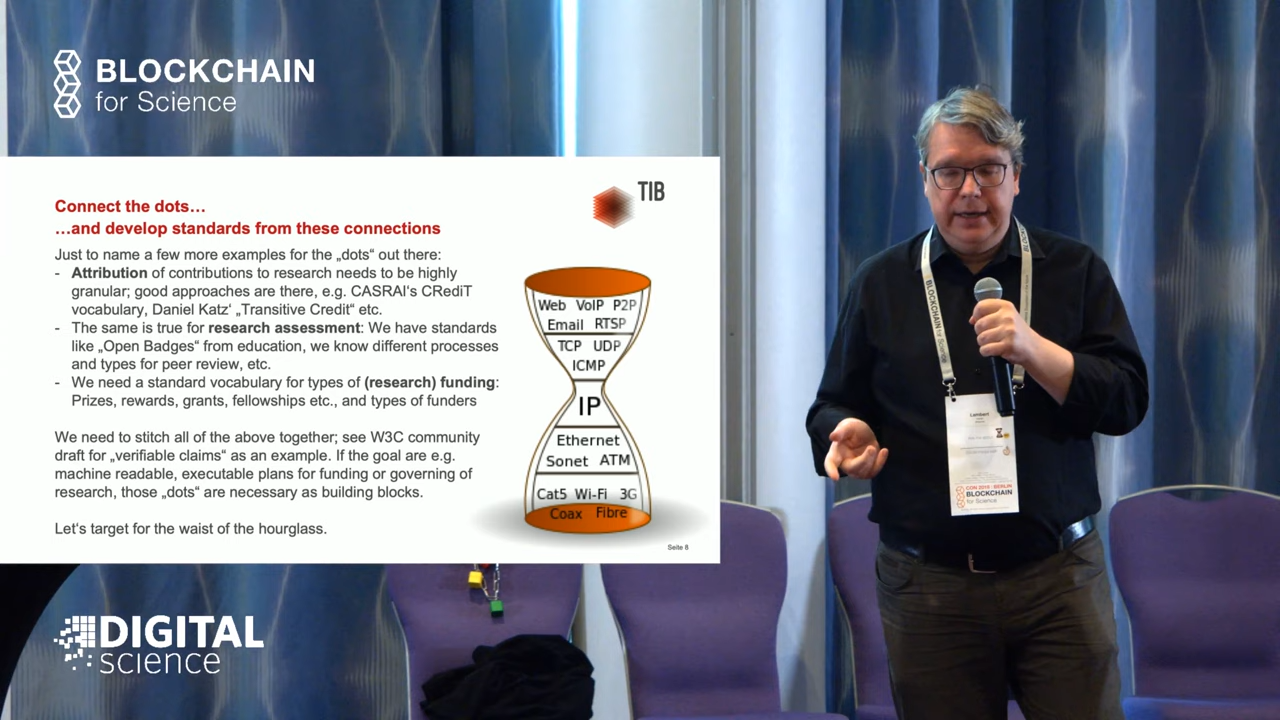 BLOCKCHAIN
for Science
TIB
Connect the dots…
…and develop standards from these connections
Just to name a few more examples for the „dots“ out there:
- Attribution of contributions to research needs to be highly
granular; good approaches are there, e.g. CASRAI's CRediT
vocabulary, Daniel Katz' „Transitive Credit“ etc.
- The same is true for research assessment: We have standards
like „Open Badges“ from education, we know different processes
and types for peer review, etc.
- We need a standard vocabulary for types of (research) funding:
Prizes, rewards, grants, fellowships etc., and types of funders
We need to stitch all of the above together; see W3C community
draft for „verifiable claims“ as an example. If the goal are e.g.
machine readable, executable plans for funding or governing of
research, those „dots“ are necessary as building blocks.
Let's target for the waist of the hourglass.
Web VoIP P2P
Email RTSP
TCP UDP
ICMP
IP
Ethernet
Sonet ATM
Cat5 Wi-Fi 3G
Coax Fibre
Seite 8
DIGITAL
science
BLOCKCHAIN
for Science
BLOCK
Lambert
BERLIN
BLOCKCHAIN
for Science